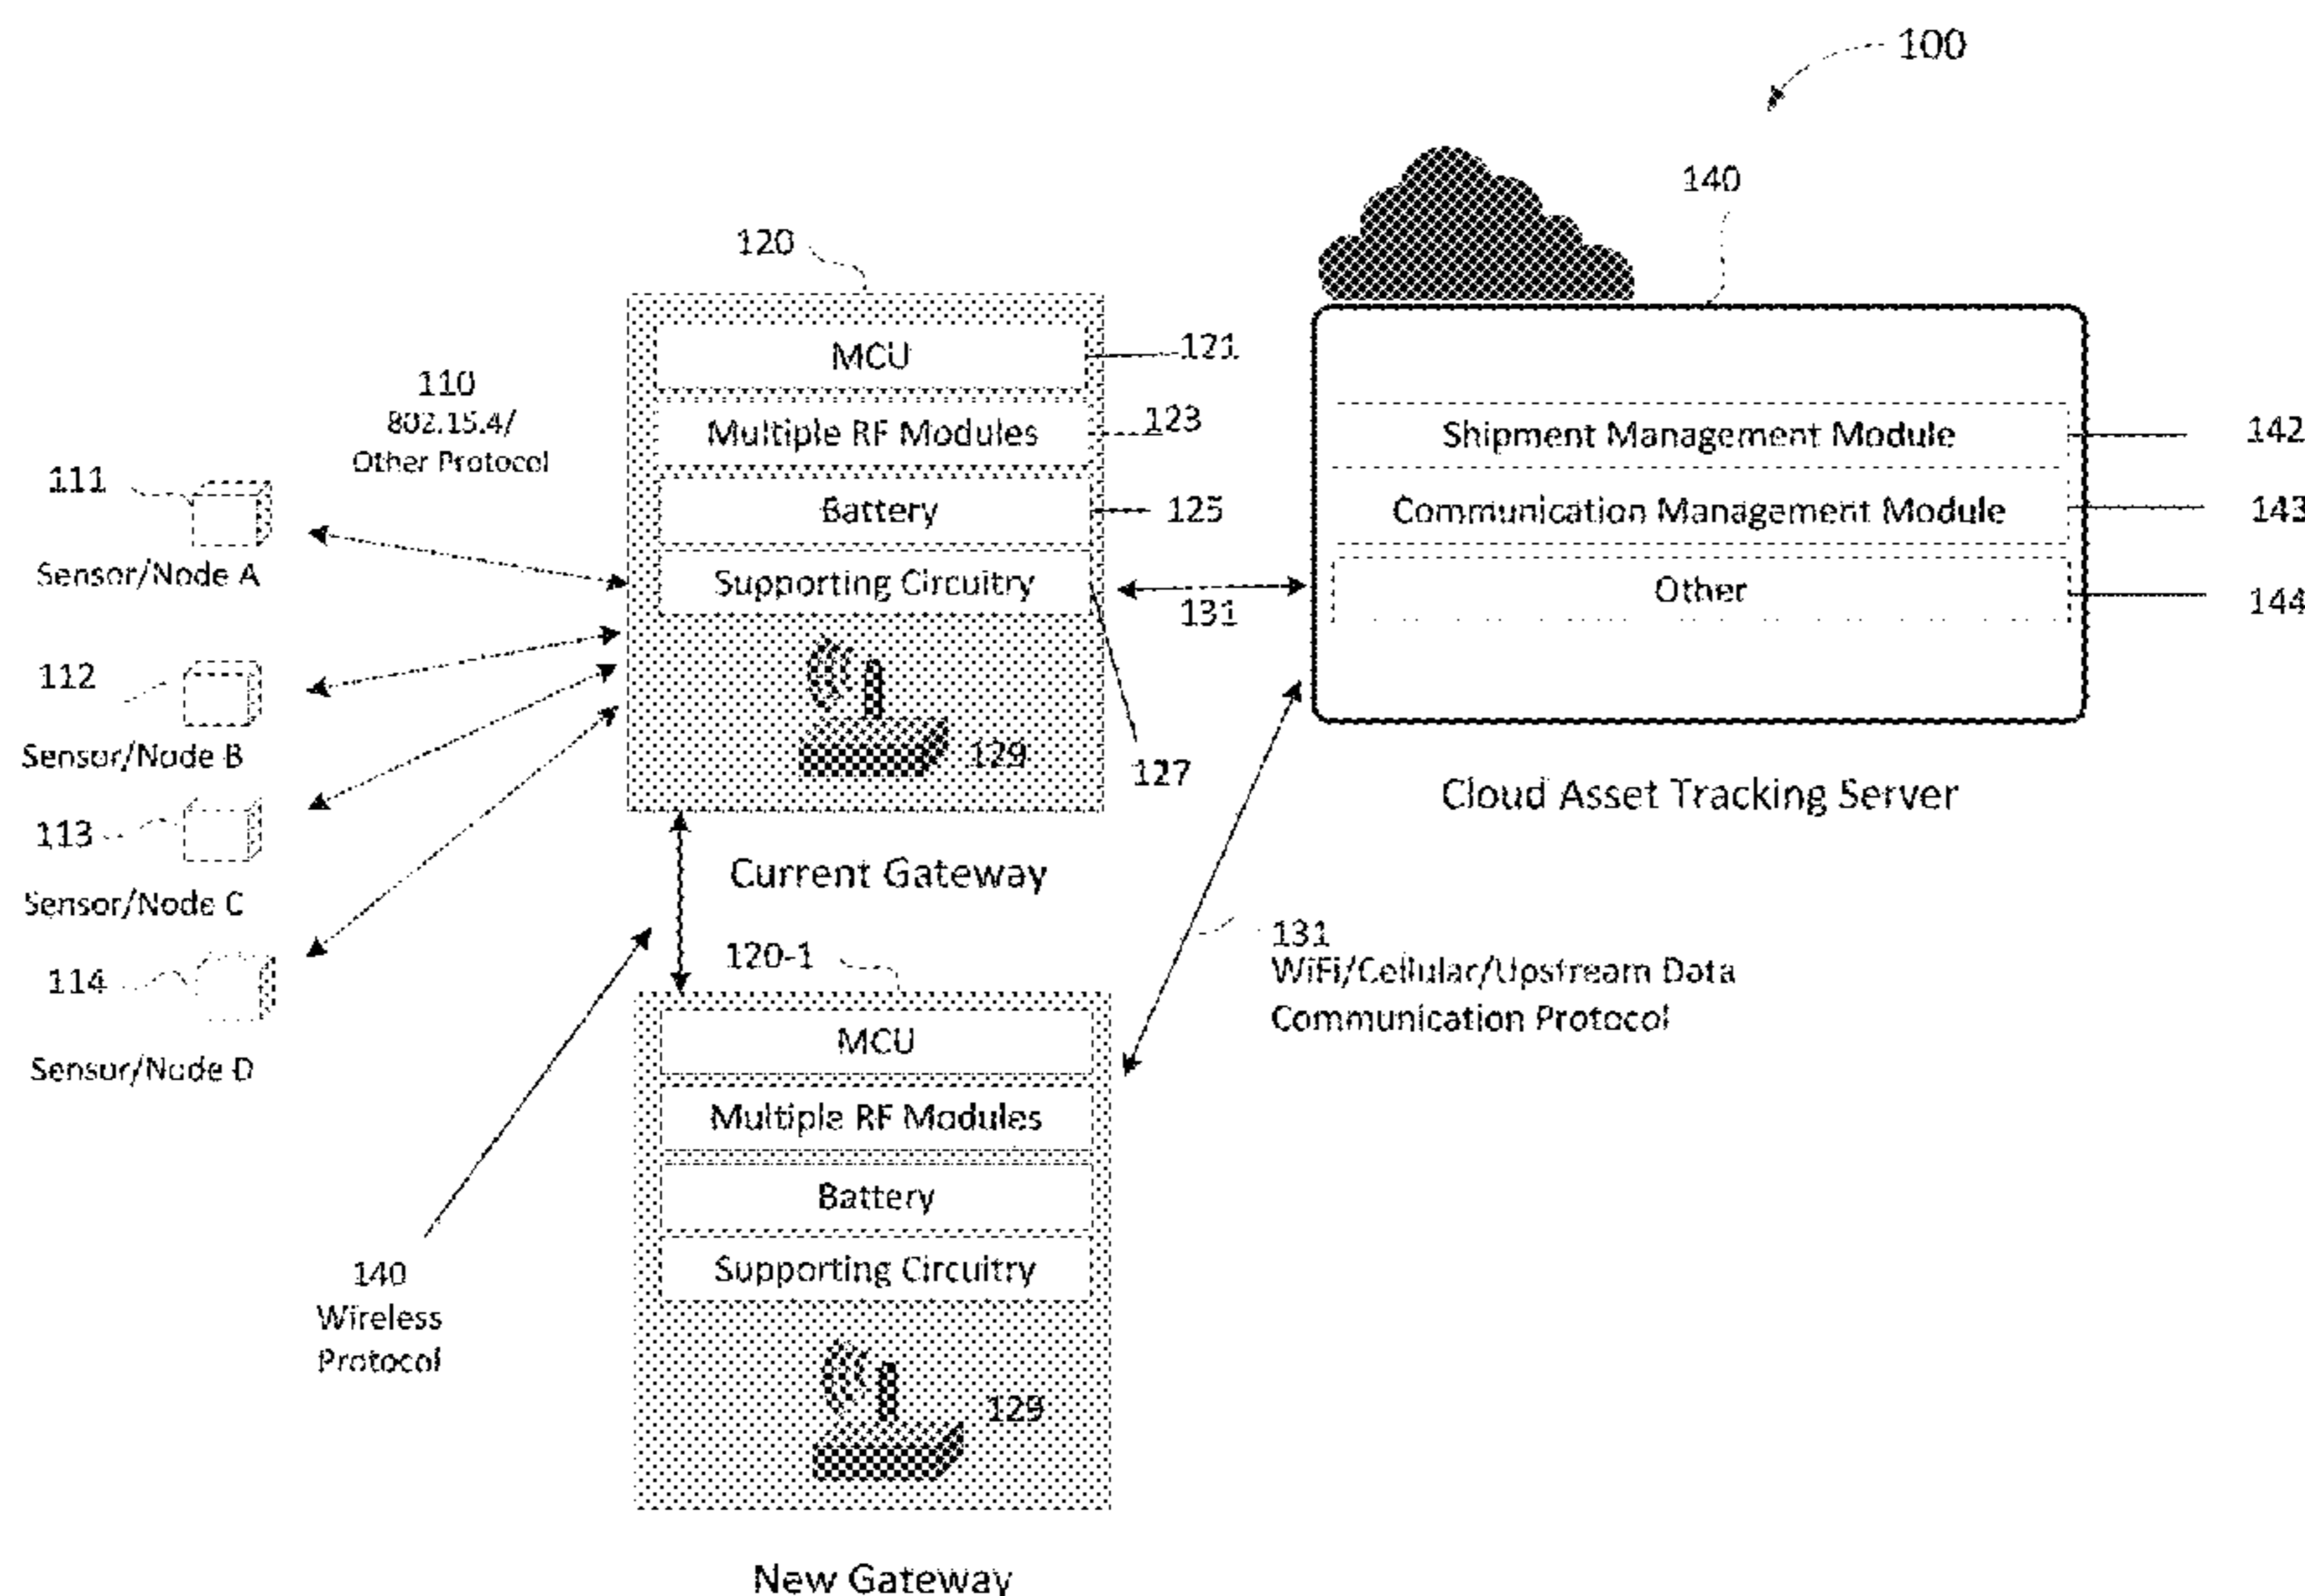 100
140
120
MCU
121
110
802.15.4/
Other Protocol
Multiple RF Modules
123
Shipment Management Module
142
111
Battery
125
Communication Management Module
143
Sensor/Node A
Supporting Circuitry
131
Other
144
112
Sensor/Node B
129
127
Cloud Asset Tracking Server
113
Current Gateway
Sensor/Node C
120-1
131
WiFi/Cellular/Upstream Data
Communication Protocol
114
Sensor/Node D
MCU
Multiple RF Modules
Battery
Supporting Circuitry
140
Wireless
Protocol
129
New Gateway